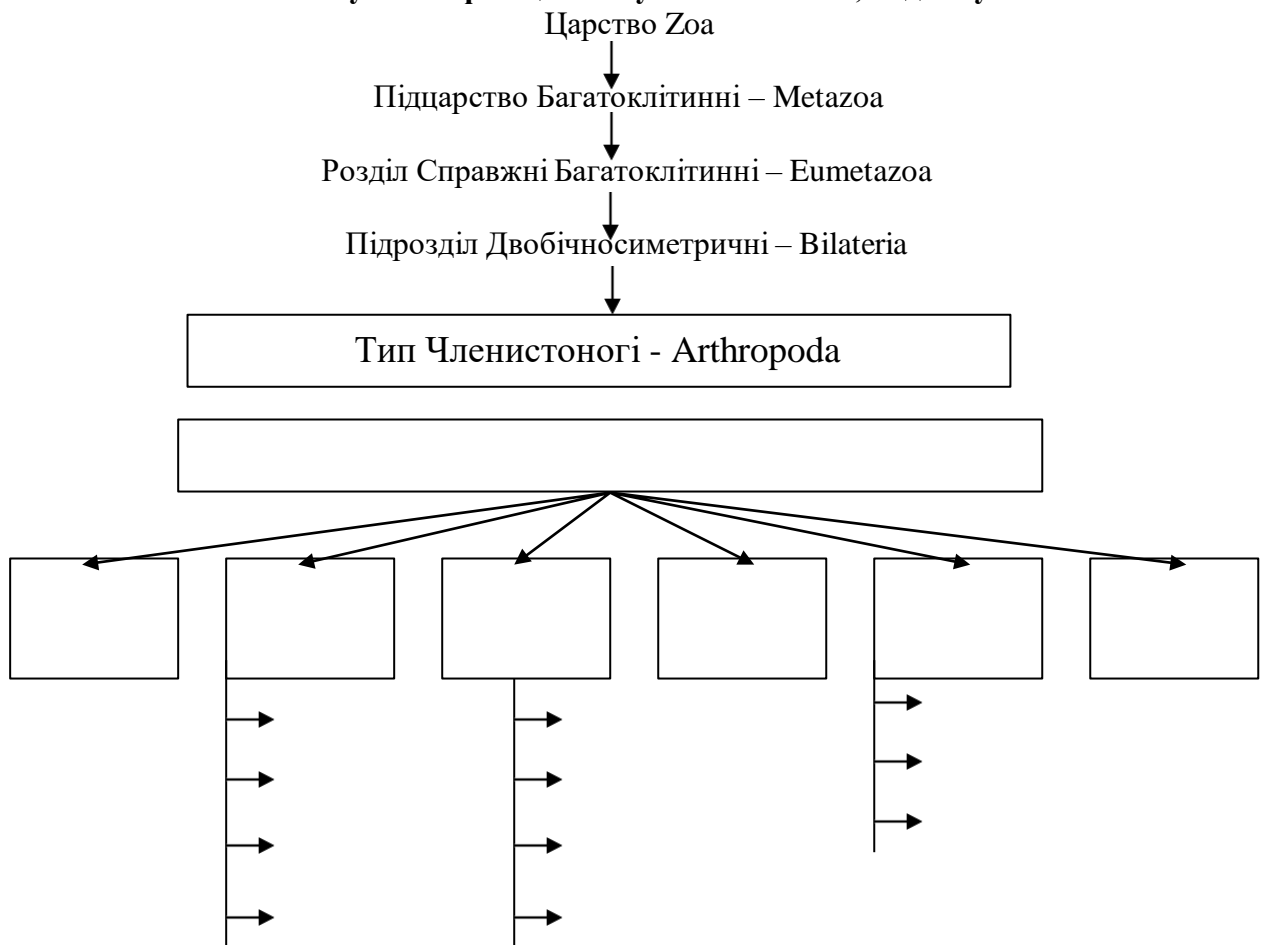 Царство Zoa
Підцарство Багатоклітинні – Metazoa
Розділ Справжні Багатоклітинні – Eumetazoa
Підрозділ Двобічносиметричні – Bilateria
Тип Членистоногі - Arthropoda